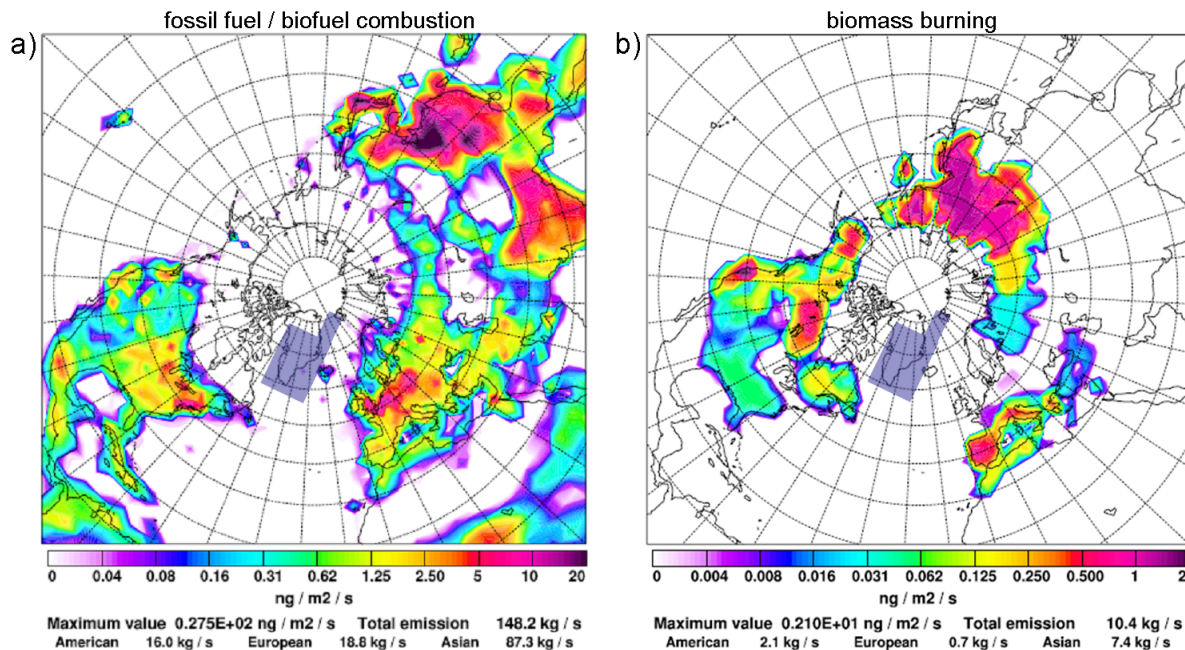 fossil fuel / biofuel combustion
a)
0 0.04 0.08 0.16 0.31 0.62 1.25 2.50 5 10 20
ng / m2 / s
Maximum value 0.275E+02 ng / m2 / s Total emission 148.2 kg / s
American 16.0 kg / s European 18.8 kg / s Asian 87.3 kg / s
biomass burning
b)
0 0.004 0.008 0.016 0.031 0.062 0.125 0.250 0.500 1 2
ng / m2 / s
Maximum value 0.210E+01 ng / m2 / s Total emission 10.4 kg / s
American 2.1 kg / s European 0.7 kg / s Asian 7.4 kg / s